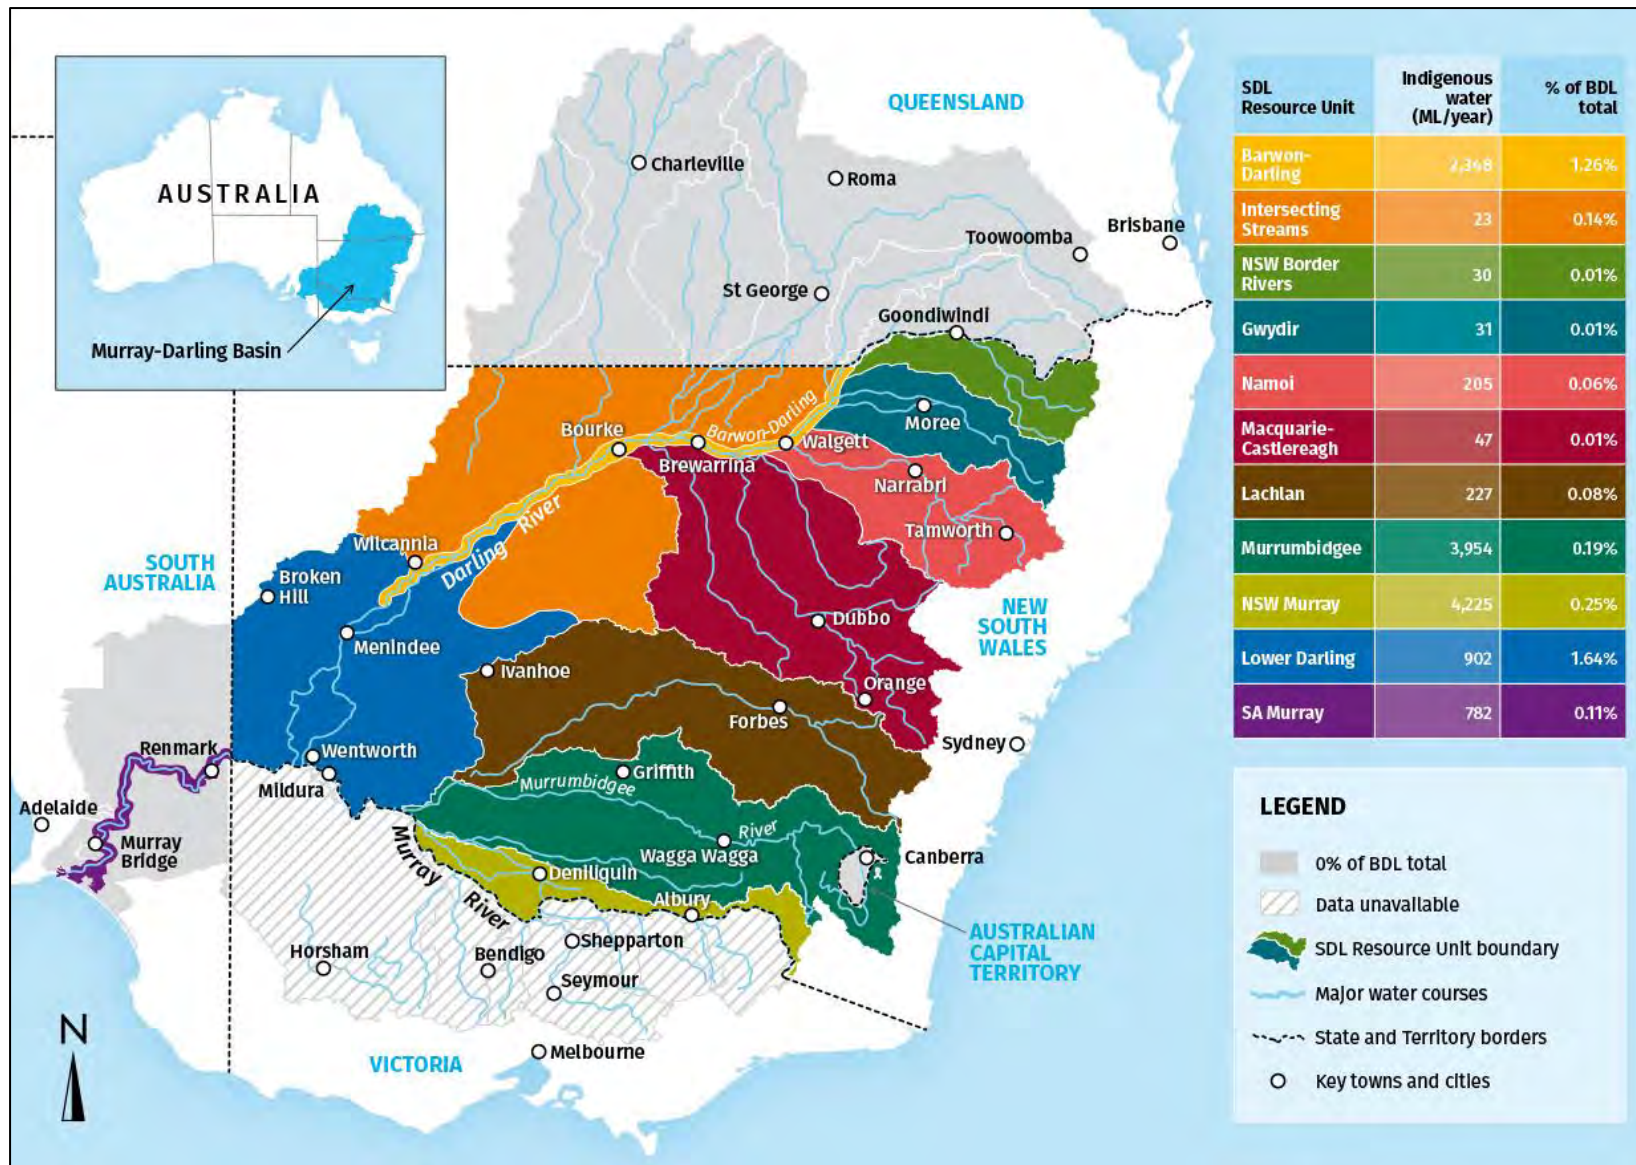 AUSTRALIA
Murray-Darling Basin
QUEENSLAND
Charleville
Roma
Brisbane
Toowoomba
St George
Goondiwindi
Moree
Barwon-Darling
Bourke
Walgett
Brewarrina
Narrabri
Tamworth
Darling River
Wilcannia
SOUTH
AUSTRALIA
Broken
Hill
NEW
SOUTH
WALES
Dubbo
Menindee
Ivanhoe
Orange
Forbes
Sydney
Renmark
Wentworth
Griffith
Mildura
Murrumbidgee River
Adelaide
Murray
Bridge
Wagga Wagga
Canberra
Murray River
Deniliquin
Albury
AUSTRALIAN
CAPITAL
TERRITORY
Horsham
Bendigo
Shepparton
Seymour
Melbourne
VICTORIA
N
SDL
Resource Unit
Indigenous
water
(ML/year)
% of BDL
total
Barwon-
Darling
2,348
1.26%
Intersecting
Streams
23
0.14%
NSW Border
Rivers
30
0.01%
Gwydir
31
0.01%
Namoi
205
0.06%
Macquarie-
Castlereagh
47
0.01%
Lachlan
227
0.08%
Murrumbidgee
3,954
0.19%
NSW Murray
4,225
0.25%
Lower Darling
902
1.64%
SA Murray
782
0.11%
LEGEND
0% of BDL total
Data unavailable
SDL Resource Unit boundary
Major water courses
State and Territory borders
Key towns and cities